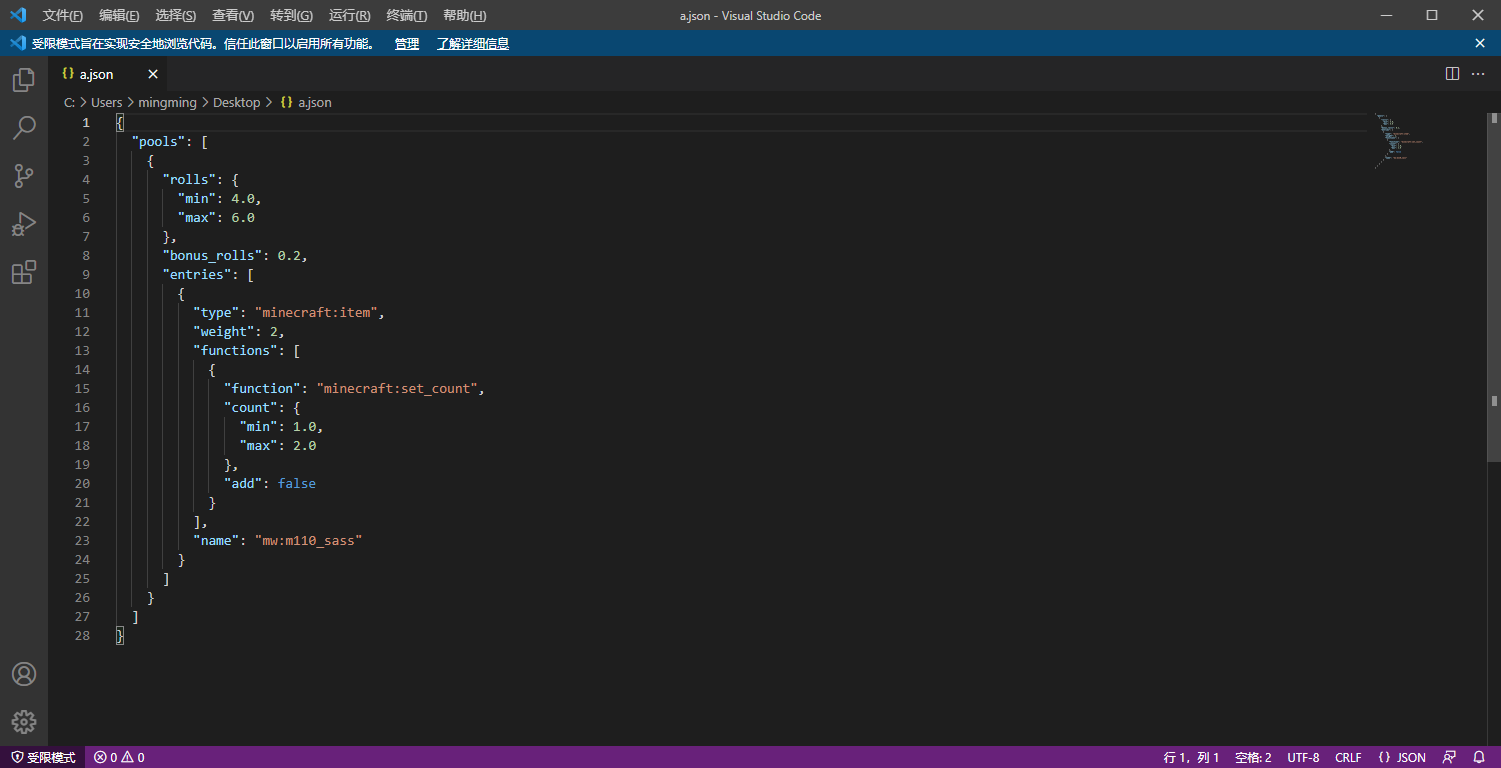 文件(F) 编辑(E) 选择(S) 查看(V) 转到(G) 运行(R) 终端(T) 帮助(H) a.json - Visual Studio Code
受限模式旨在实现安全地浏览代码。信任此窗口以启用所有功能。 管理 了解详细信息
{} a.json
C: > Users > mingming > Desktop > {} a.json
1 {
2 "pools": [
3 {
4 "rolls": {
5 "min": 4.0,
6 "max": 6.0
7 },
8 "bonus_rolls": 0.2,
9 "entries": [
10 {
11 "type": "minecraft:item",
12 "weight": 2,
13 "functions": [
14 {
15 "function": "minecraft:set_count",
16 "count": {
17 "min": 1.0,
18 "max": 2.0
19 },
20 "add": false
21 }
22 ],
23 "name": "mw:m110_sass"
24 }
25 ]
26 }
27 ]
28 }
受限模式 0 0 行 1，列 1 空格: 2 UTF-8 CRLF {} JSON